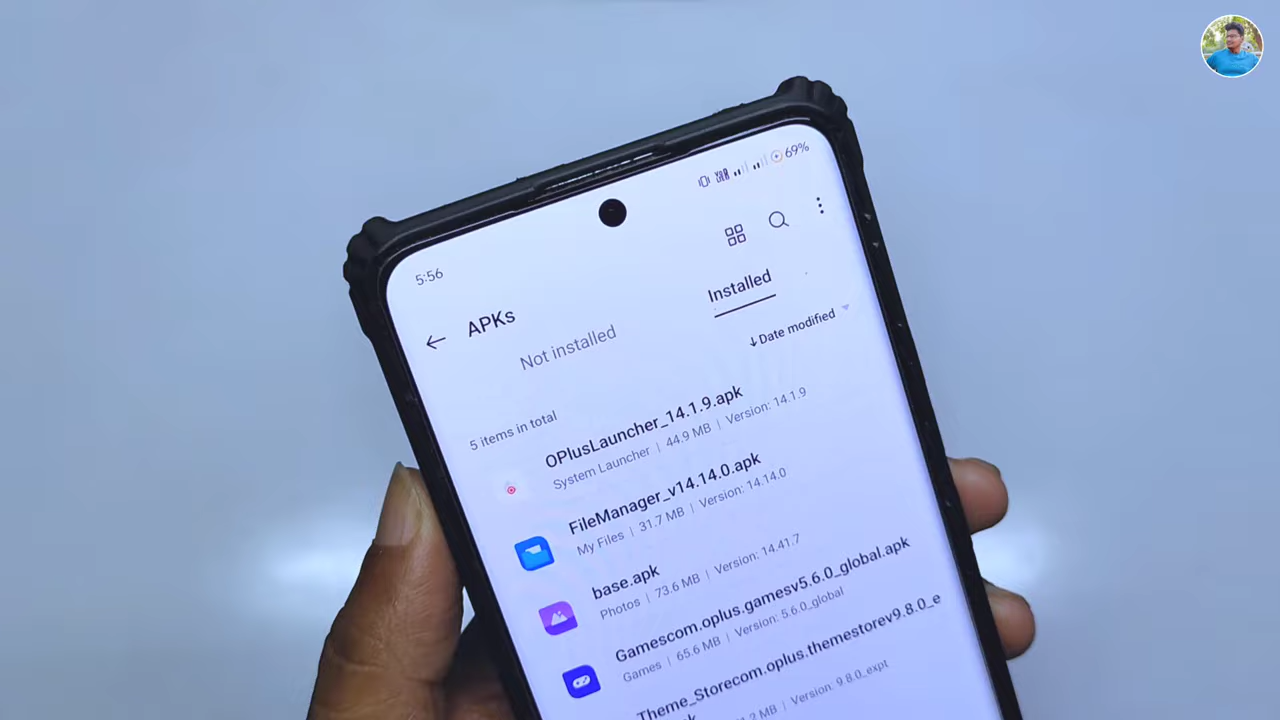 69%
5:56
APKs
Not installed
Installed
Date modified
5 items in total
OPlusLauncher_14.1.9.apk
System Launcher | 44.9 MB | Version: 14.1.9
FileManager_v14.14.0.apk
My Files | 31.7 MB | Version: 14.14.0
base.apk
Photos | 73.6 MB | Version: 14.41.7
Gamescom.oplus.gamesv5.6.0_global.apk
Games | 65.6 MB | Version: 5.6.0_global
Theme_Storecom.oplus.themestorev9.8.0_e
MB | Version: 9.8.0_expt